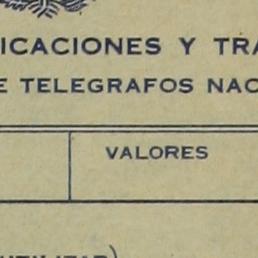 ICACIONES Y TRA
E TELEGRAFOS NAC
VALORES